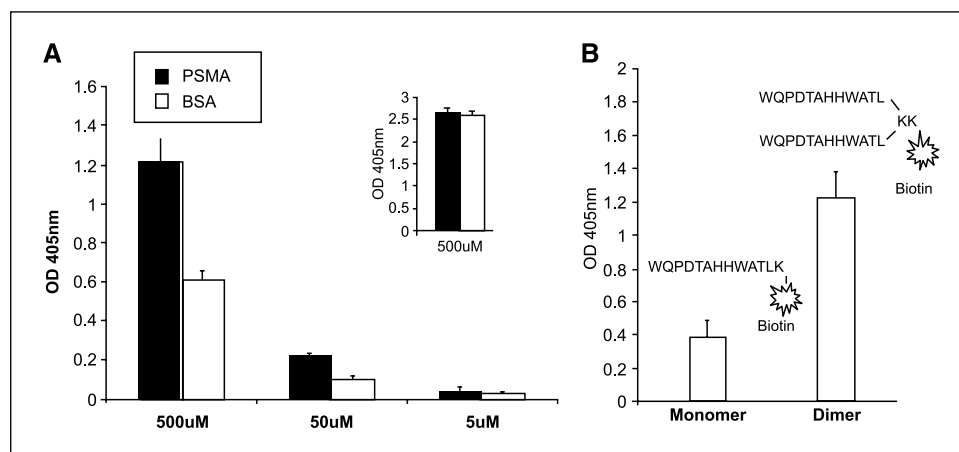 A
PSMA
BSA
OD 405nm
1.6
1.4
1.2
1
0.8
0.6
0.4
0.2
0
500uM
50uM
5uM
OD 405nm
3
2.5
2
1.5
1
0.5
0
500uM
B
OD 405nm
2
1.8
1.6
1.4
1.2
1
0.8
0.6
0.4
0.2
0
WQPDTAHHWATL
KK
WQPDTAHHWATL
Biotin
WQPDTAHHWATLK
Biotin
Monomer
Dimer